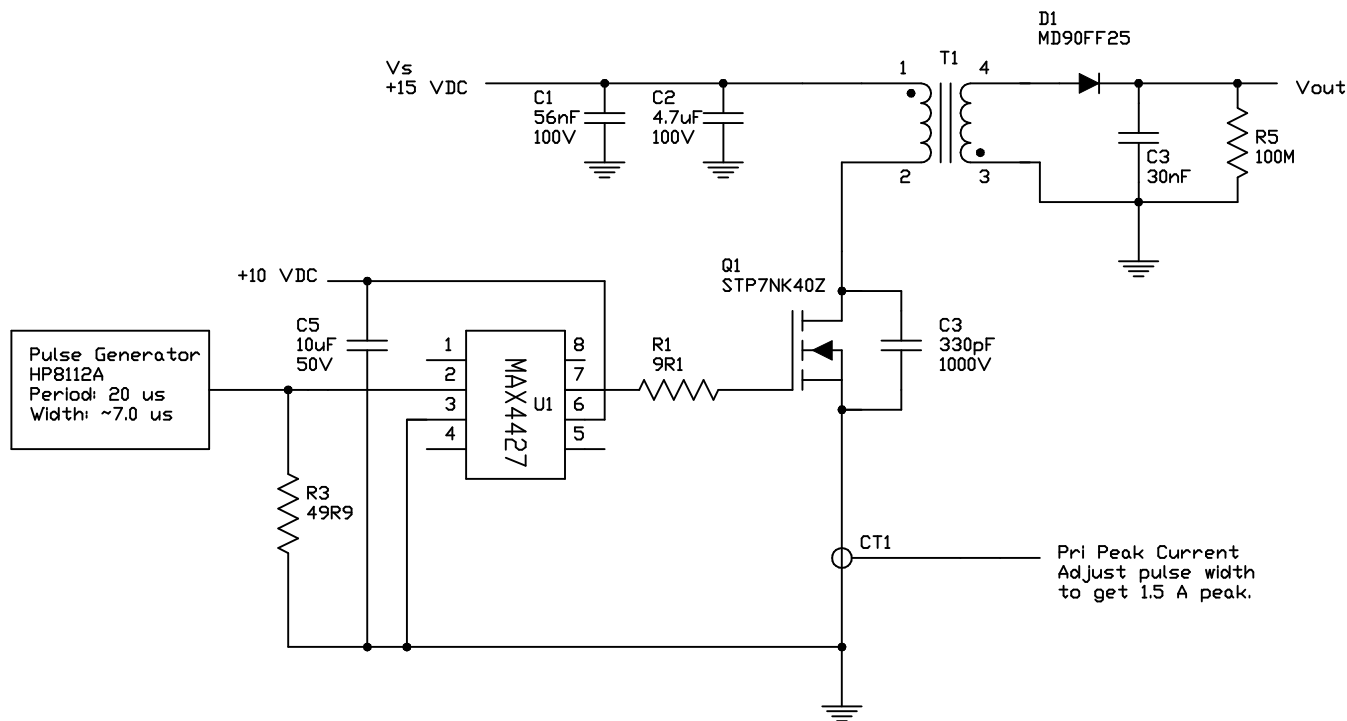 D1
MD90FF25
T1
Vs
+15 VDC
1
4
Vout
C1
56nF
100V
C2
4.7uF
100V
C3
30nF
R5
100M
2
3
Q1
STP7NK40Z
+10 VDC
C5
10uF
50V
C3
330pF
1000V
Pulse Generator
HP8112A
Period: 20 us
Width: ~7.0 us
1
2
3
4
MAX4427
U1
8
7
6
5
R1
9R1
R3
49R9
CT1
Pri Peak Current
Adjust pulse width
to get 1.5 A peak.